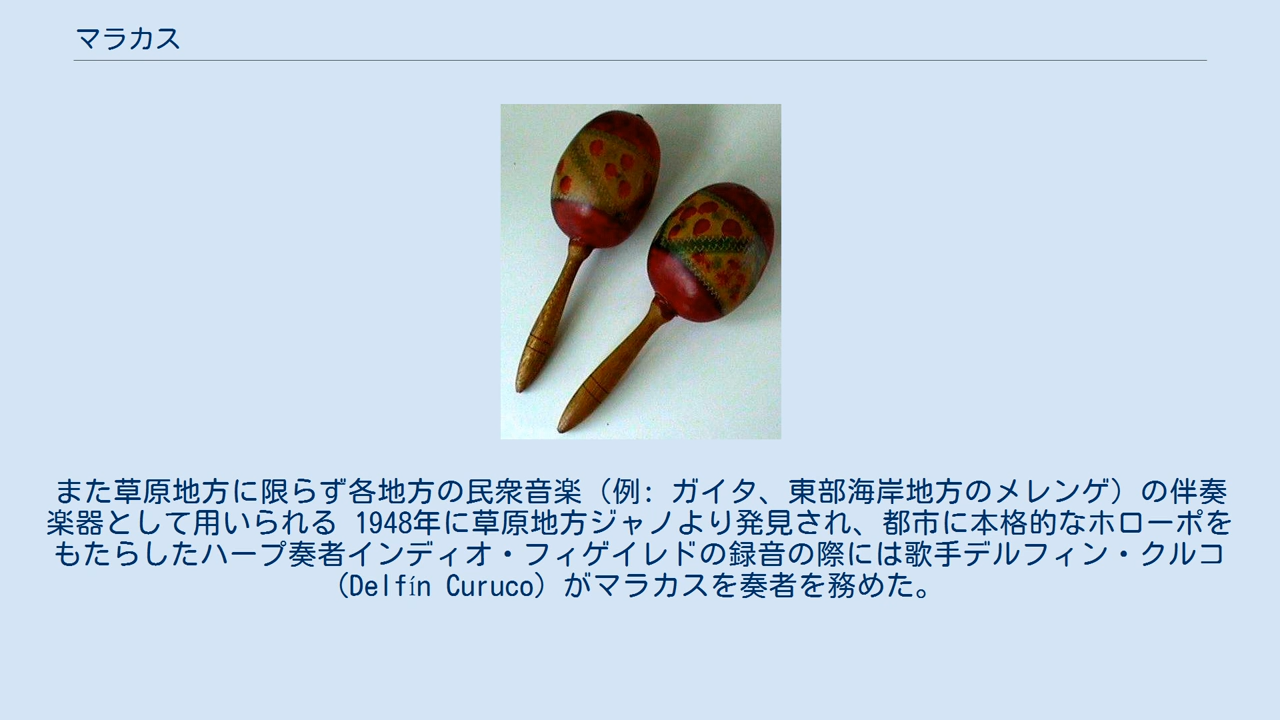 マラカス
また草原地方に限らず各地方の民衆音楽（例: ガイタ、東部海岸地方のメレンゲ）の伴奏
楽器として用いられる 1948年に草原地方ジャノより発見され、都市に本格的なホローポを
もたらしたハープ奏者インディオ・フィゲイレドの録音の際には歌手デルフィン・クルコ
（Delfín Curuco）がマラカスを奏者を務めた。